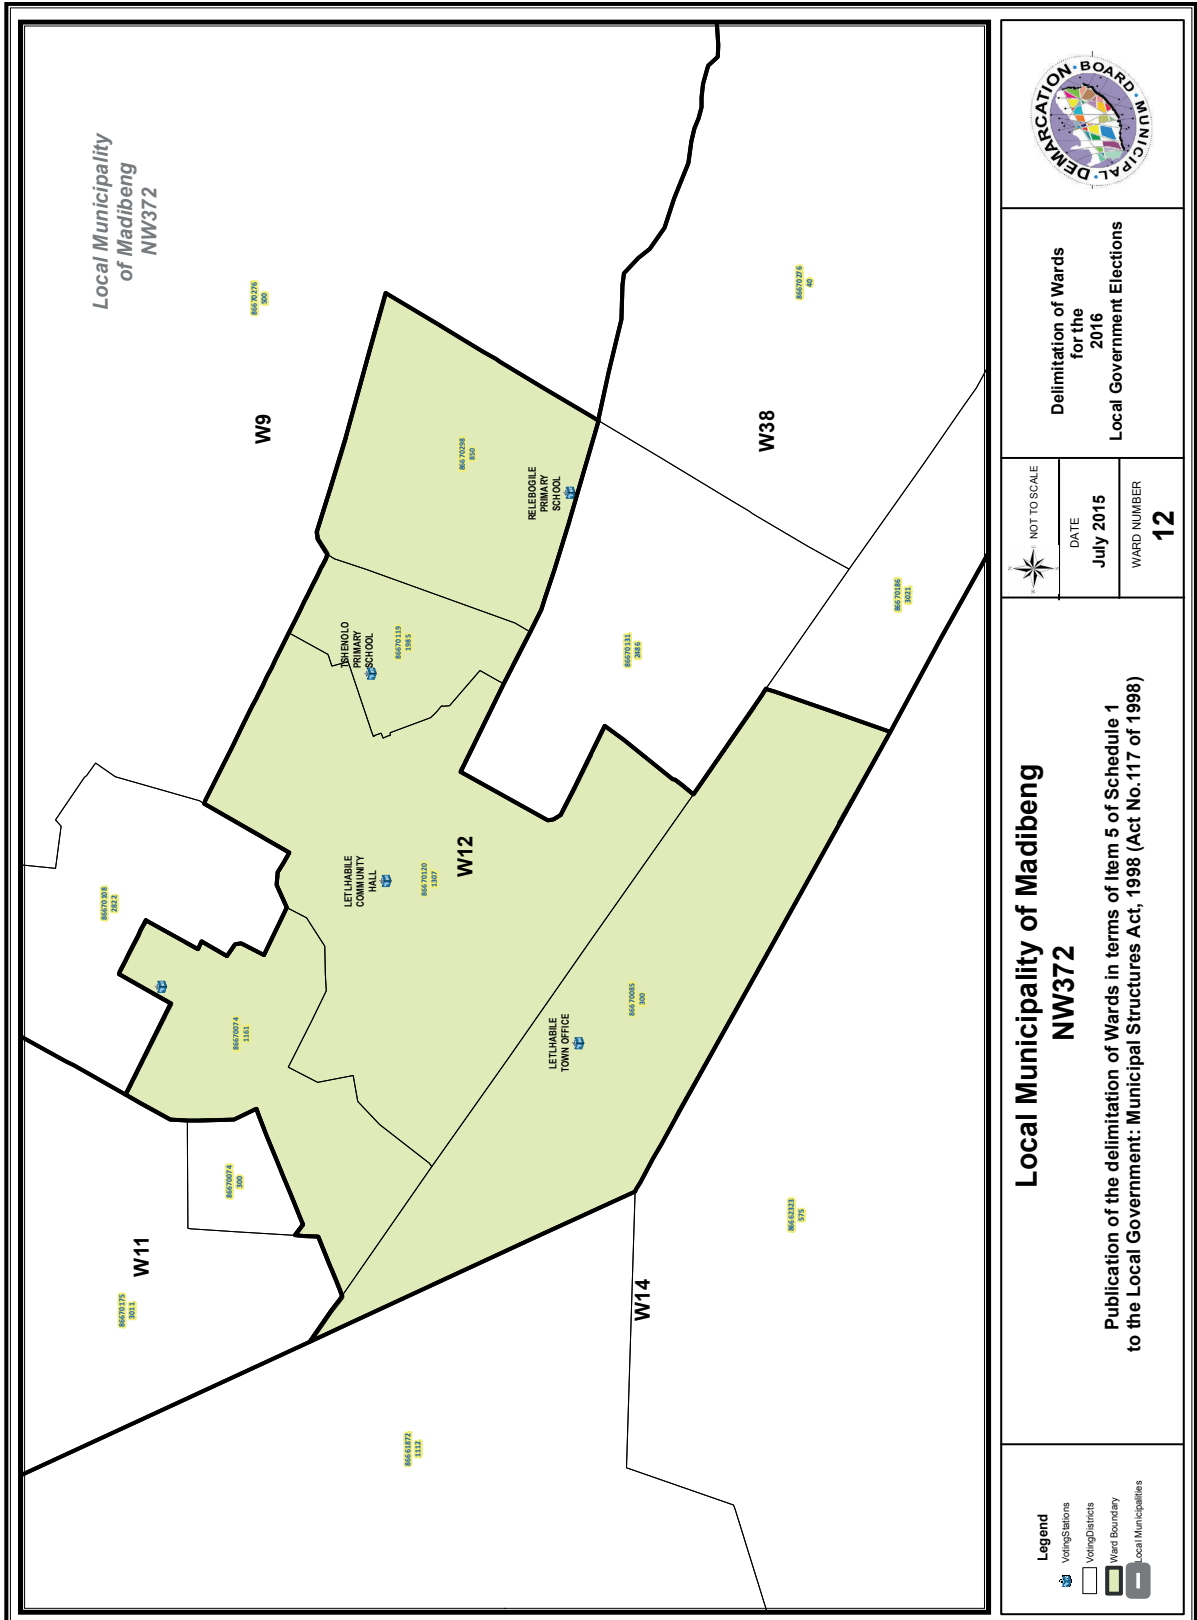 Local Municipality
of Madibeng
NW372
86670276
500
86670276
40
W9
W38
86670298
850
RELEBOGILE
PRIMARY
SCHOOL
86670186
3021
TSHENOLO
PRIMARY
SCHOOL
86670119
1985
86670131
2486
LETLHABILE
COMMUNITY
HALL
86670120
1307
W12
86670308
2822
86670074
1161
LETLHABILE
TOWN OFFICE
86670085
300
86670074
300
W11
86670175
3011
W14
86662323
575
86661872
1112
Legend
VotingStations
VotingDistricts
Ward Boundary
Local Municipalities
Local Municipality of Madibeng
NW372
Publication of the delimitation of Wards in terms of Item 5 of Schedule 1
to the Local Government: Municipal Structures Act, 1998 (Act No.117 of 1998)
NOT TO SCALE
DATE
July 2015
WARD NUMBER
12
Delimitation of Wards
for the
2016
Local Government Elections
MUNICIPAL DEMARCATION BOARD